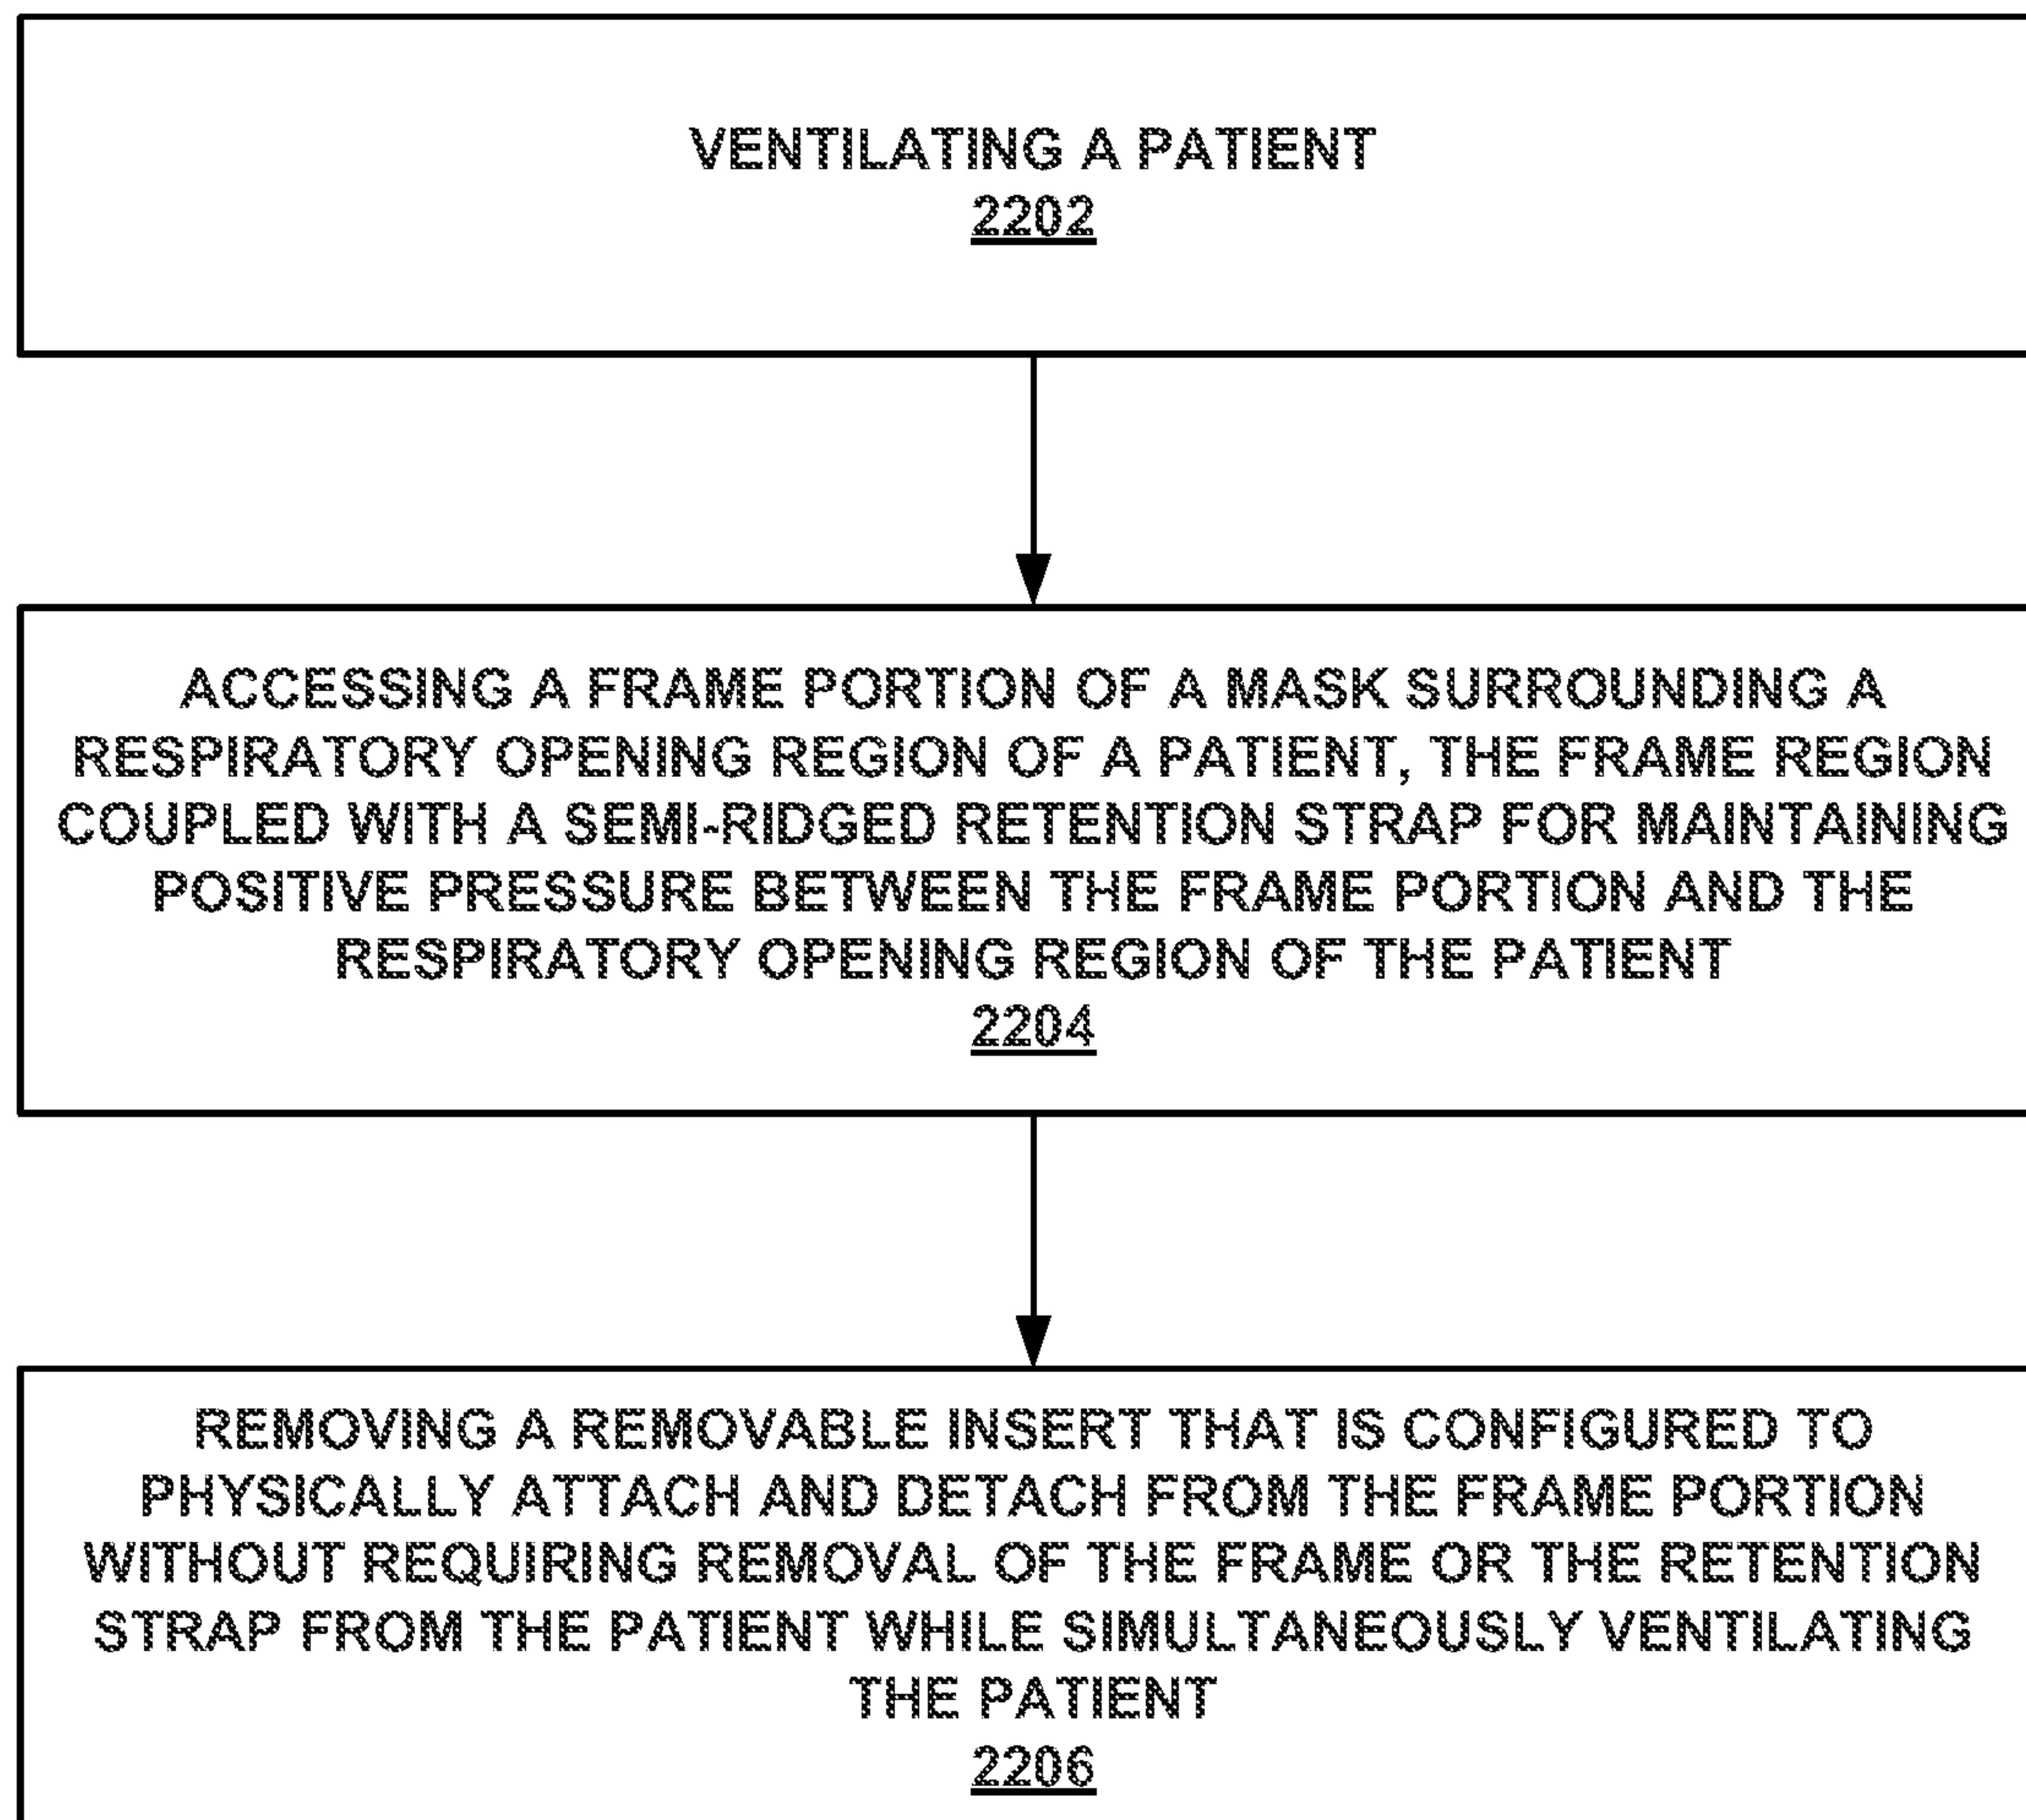 VENTILATING A PATIENT
2202
ACCESSING A FRAME PORTION OF A MASK SURROUNDING A
RESPIRATORY OPENING REGION OF A PATIENT, THE FRAME REGION
COUPLED WITH A SEMI-RIDGED RETENTION STRAP FOR MAINTAINING
POSITIVE PRESSURE BETWEEN THE FRAME PORTION AND THE
RESPIRATORY OPENING REGION OF THE PATIENT
2204
REMOVING A REMOVABLE INSERT THAT IS CONFIGURED TO
PHYSICALLY ATTACH AND DETACH FROM THE FRAME PORTION
WITHOUT REQUIRING REMOVAL OF THE FRAME OR THE RETENTION
STRAP FROM THE PATIENT WHILE SIMULTANEOUSLY VENTILATING
THE PATIENT
2206